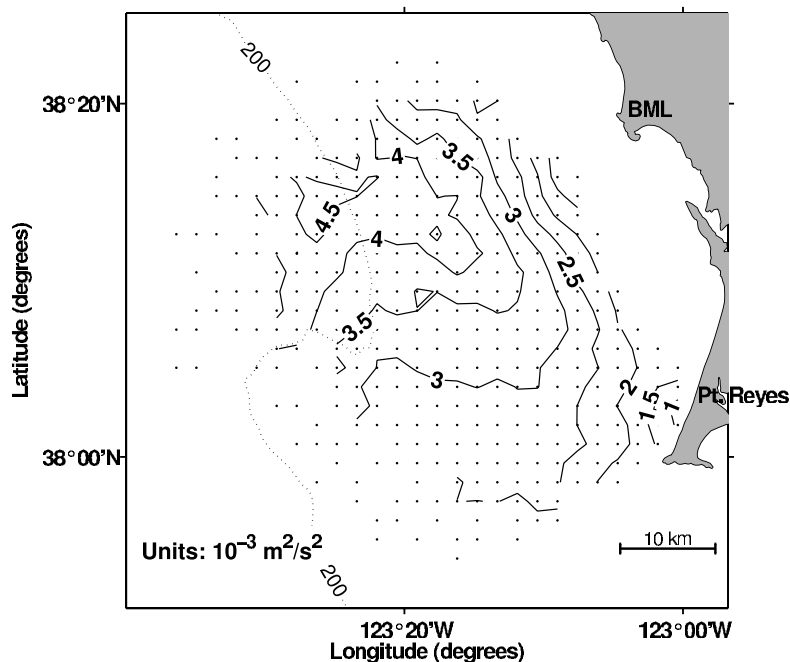 200
38°20'N
BML
3.5
4
4.5
3
4
2.5
3.5
3
2
1.5
1
Pt. Reyes
38°00'N
Latitude (degrees)
10 km
Units: 10⁻³ m²/s²
200
123°20'W
123°00'W
Longitude (degrees)